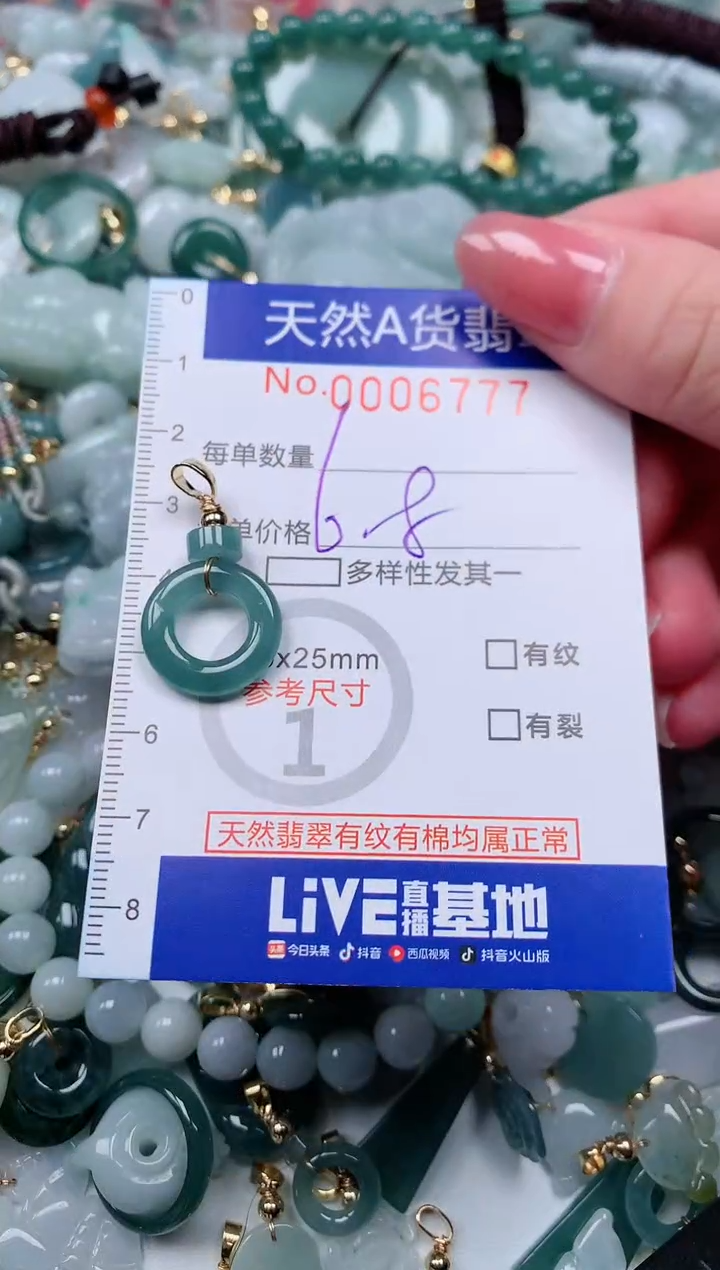 天然A货翡
No.0006777
每单数量
单价格 6.8
多样性发其一
x25mm
参考尺寸
1
有纹
有裂
天然翡翠有纹有棉均属正常
LiVE直播基地
头条 今日头条 抖音 西瓜视频 抖音火山版
0
1
2
3
6
7
8